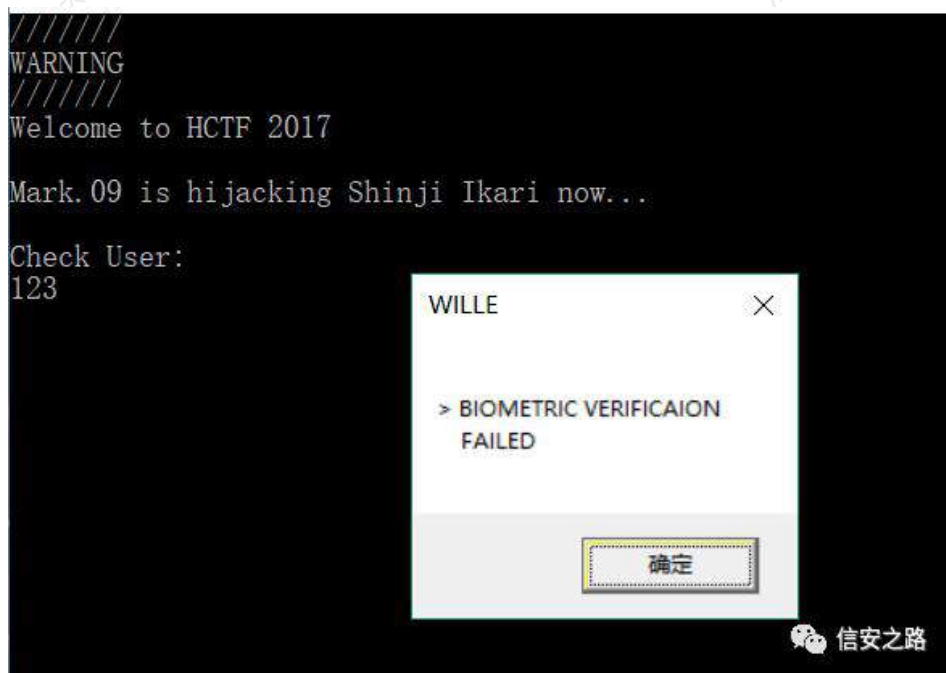 ///////
WARNING
///////
Welcome to HCTF 2017
Mark.09 is hijacking Shinji Ikari now...
Check User:
123
WILLE
> BIOMETRIC VERIFICAION
FAILED
确定
信安之路